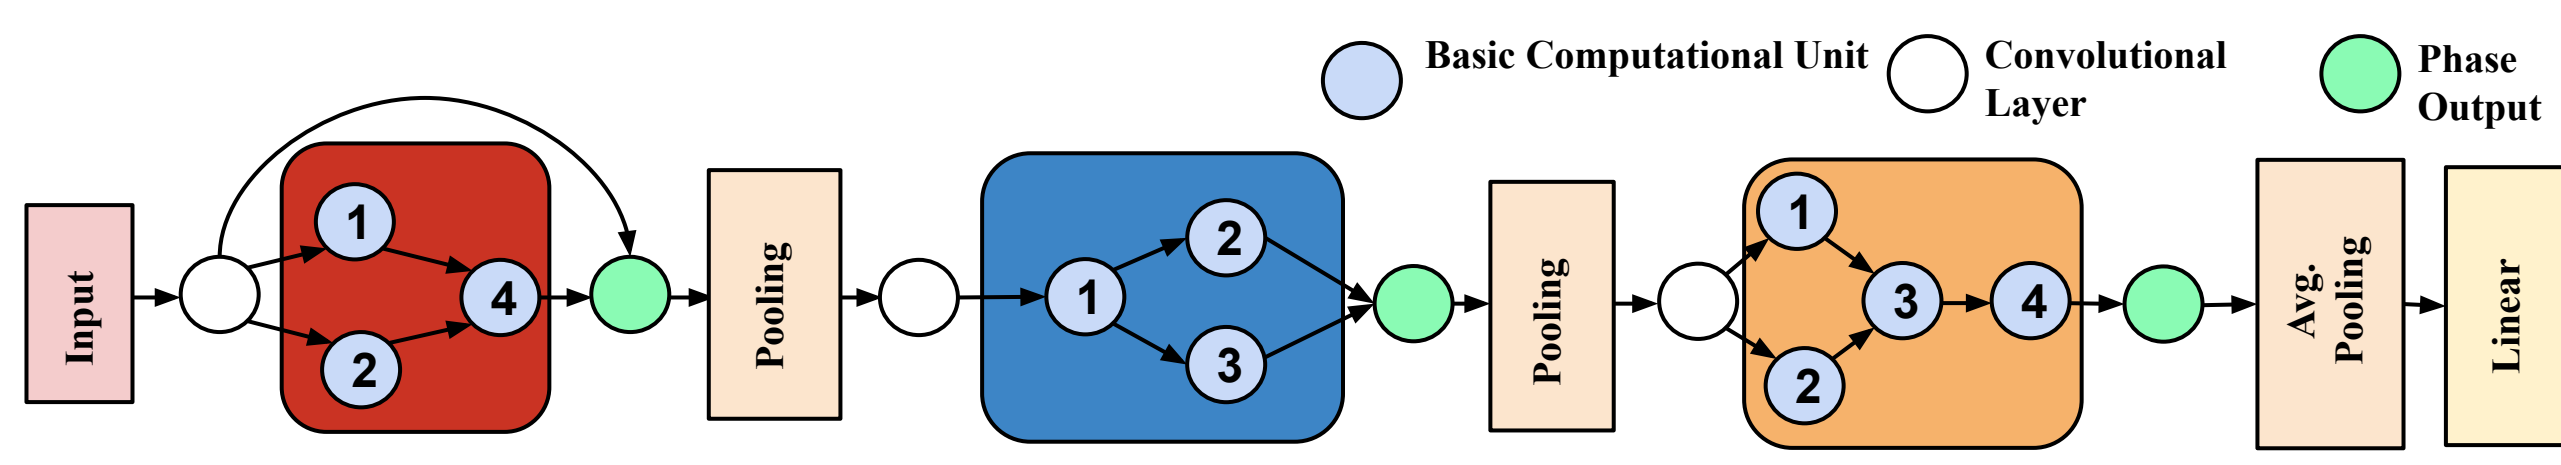 Basic Computational Unit
Convolutional
Layer
Phase
Output
Input
1
2
4
Pooling
1
2
3
Pooling
1
2
3
4
Avg.
Pooling
Linear